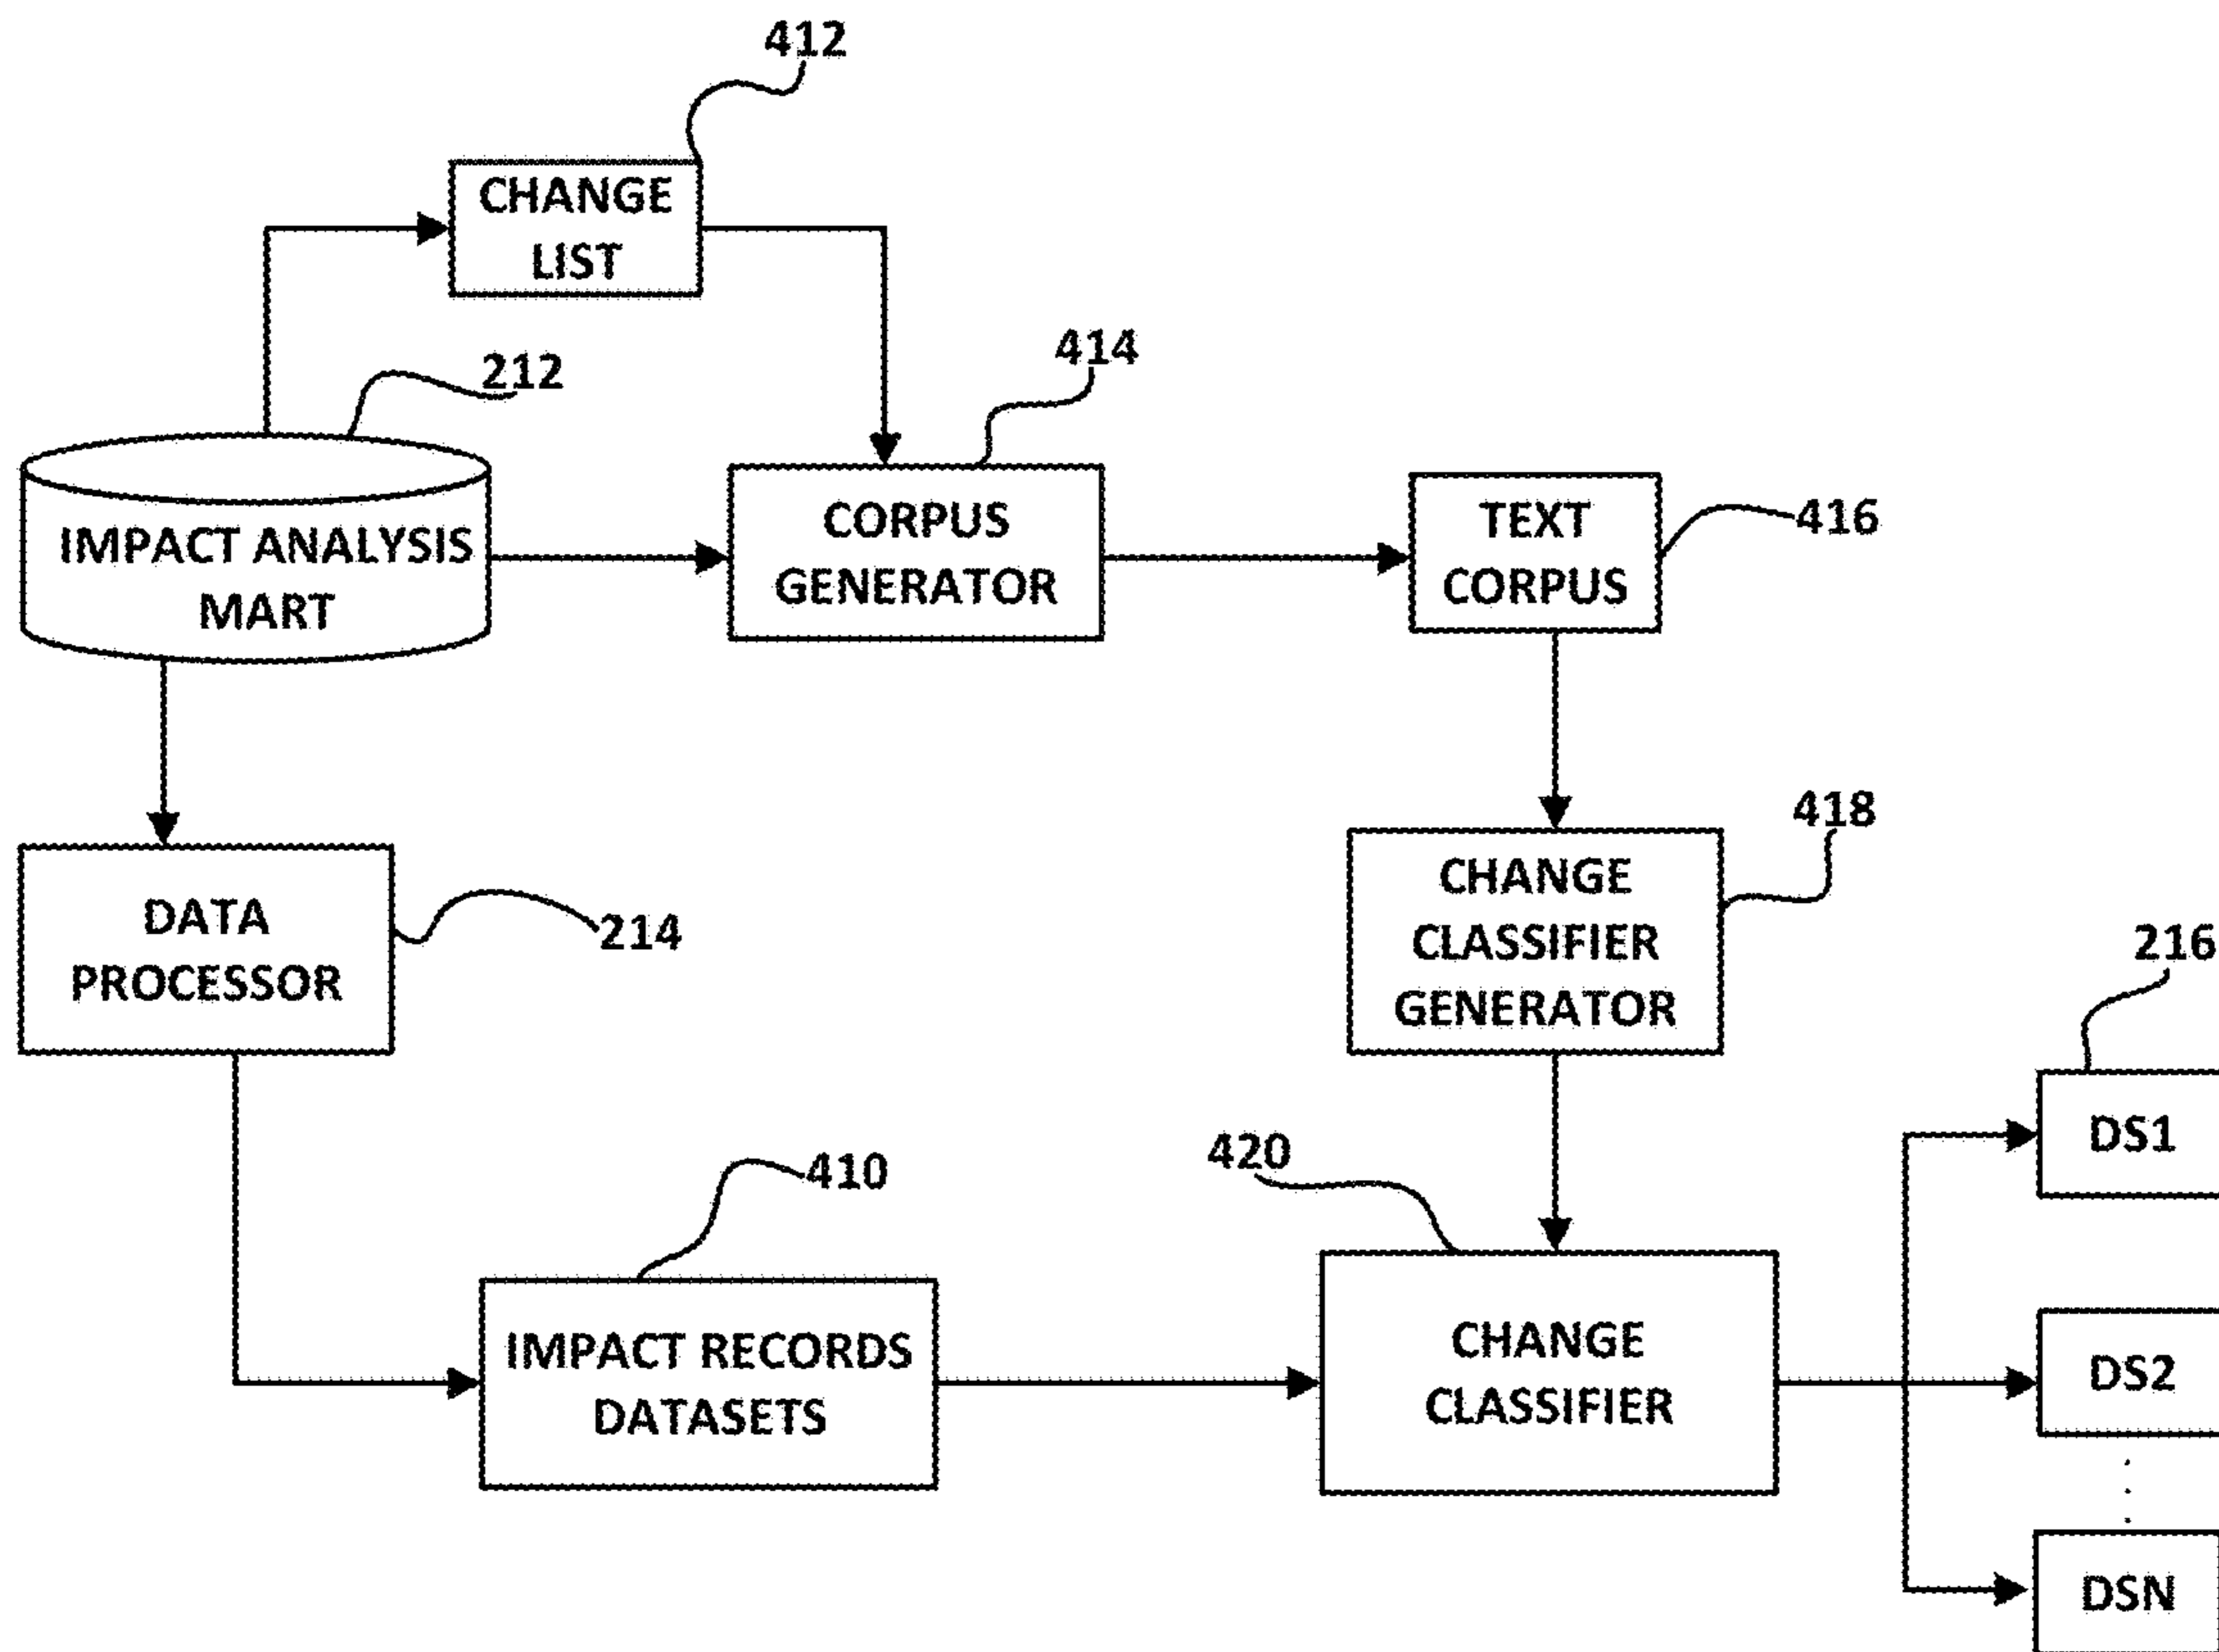 412
CHANGE
LIST
212
414
IMPACT ANALYSIS
MART
CORPUS
GENERATOR
TEXT
CORPUS
416
DATA
PROCESSOR
214
418
CHANGE
CLASSIFIER
GENERATOR
216
DS1
410
420
IMPACT RECORDS
DATASETS
CHANGE
CLASSIFIER
DS2
DSN